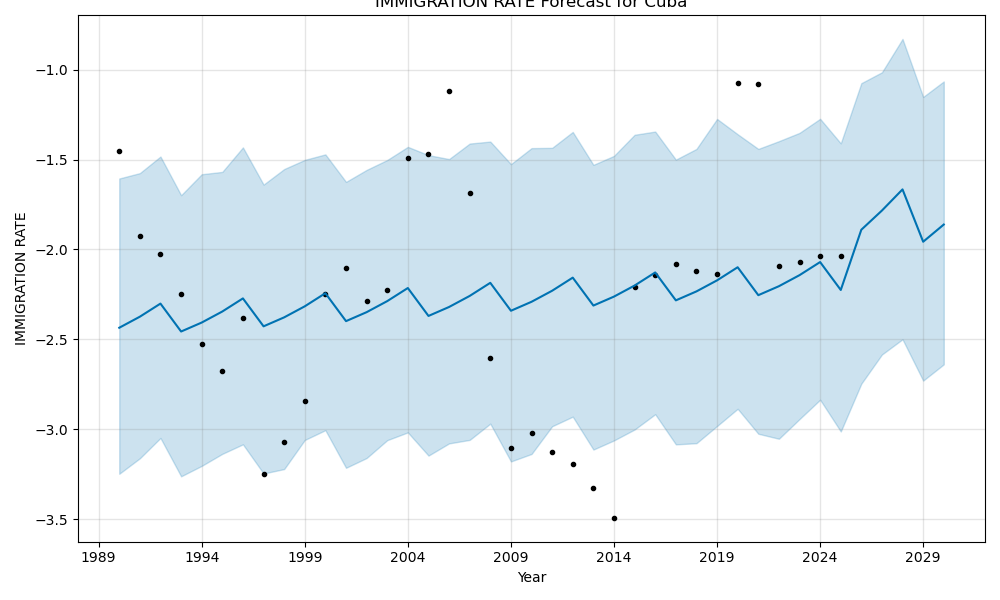 IMMIGRATION RATE Forecast for Cuba
−1.0
−1.5
−2.0
−2.5
−3.0
−3.5
IMMIGRATION RATE
1989 1994 1999 2004 2009 2014 2019 2024 2029
Year